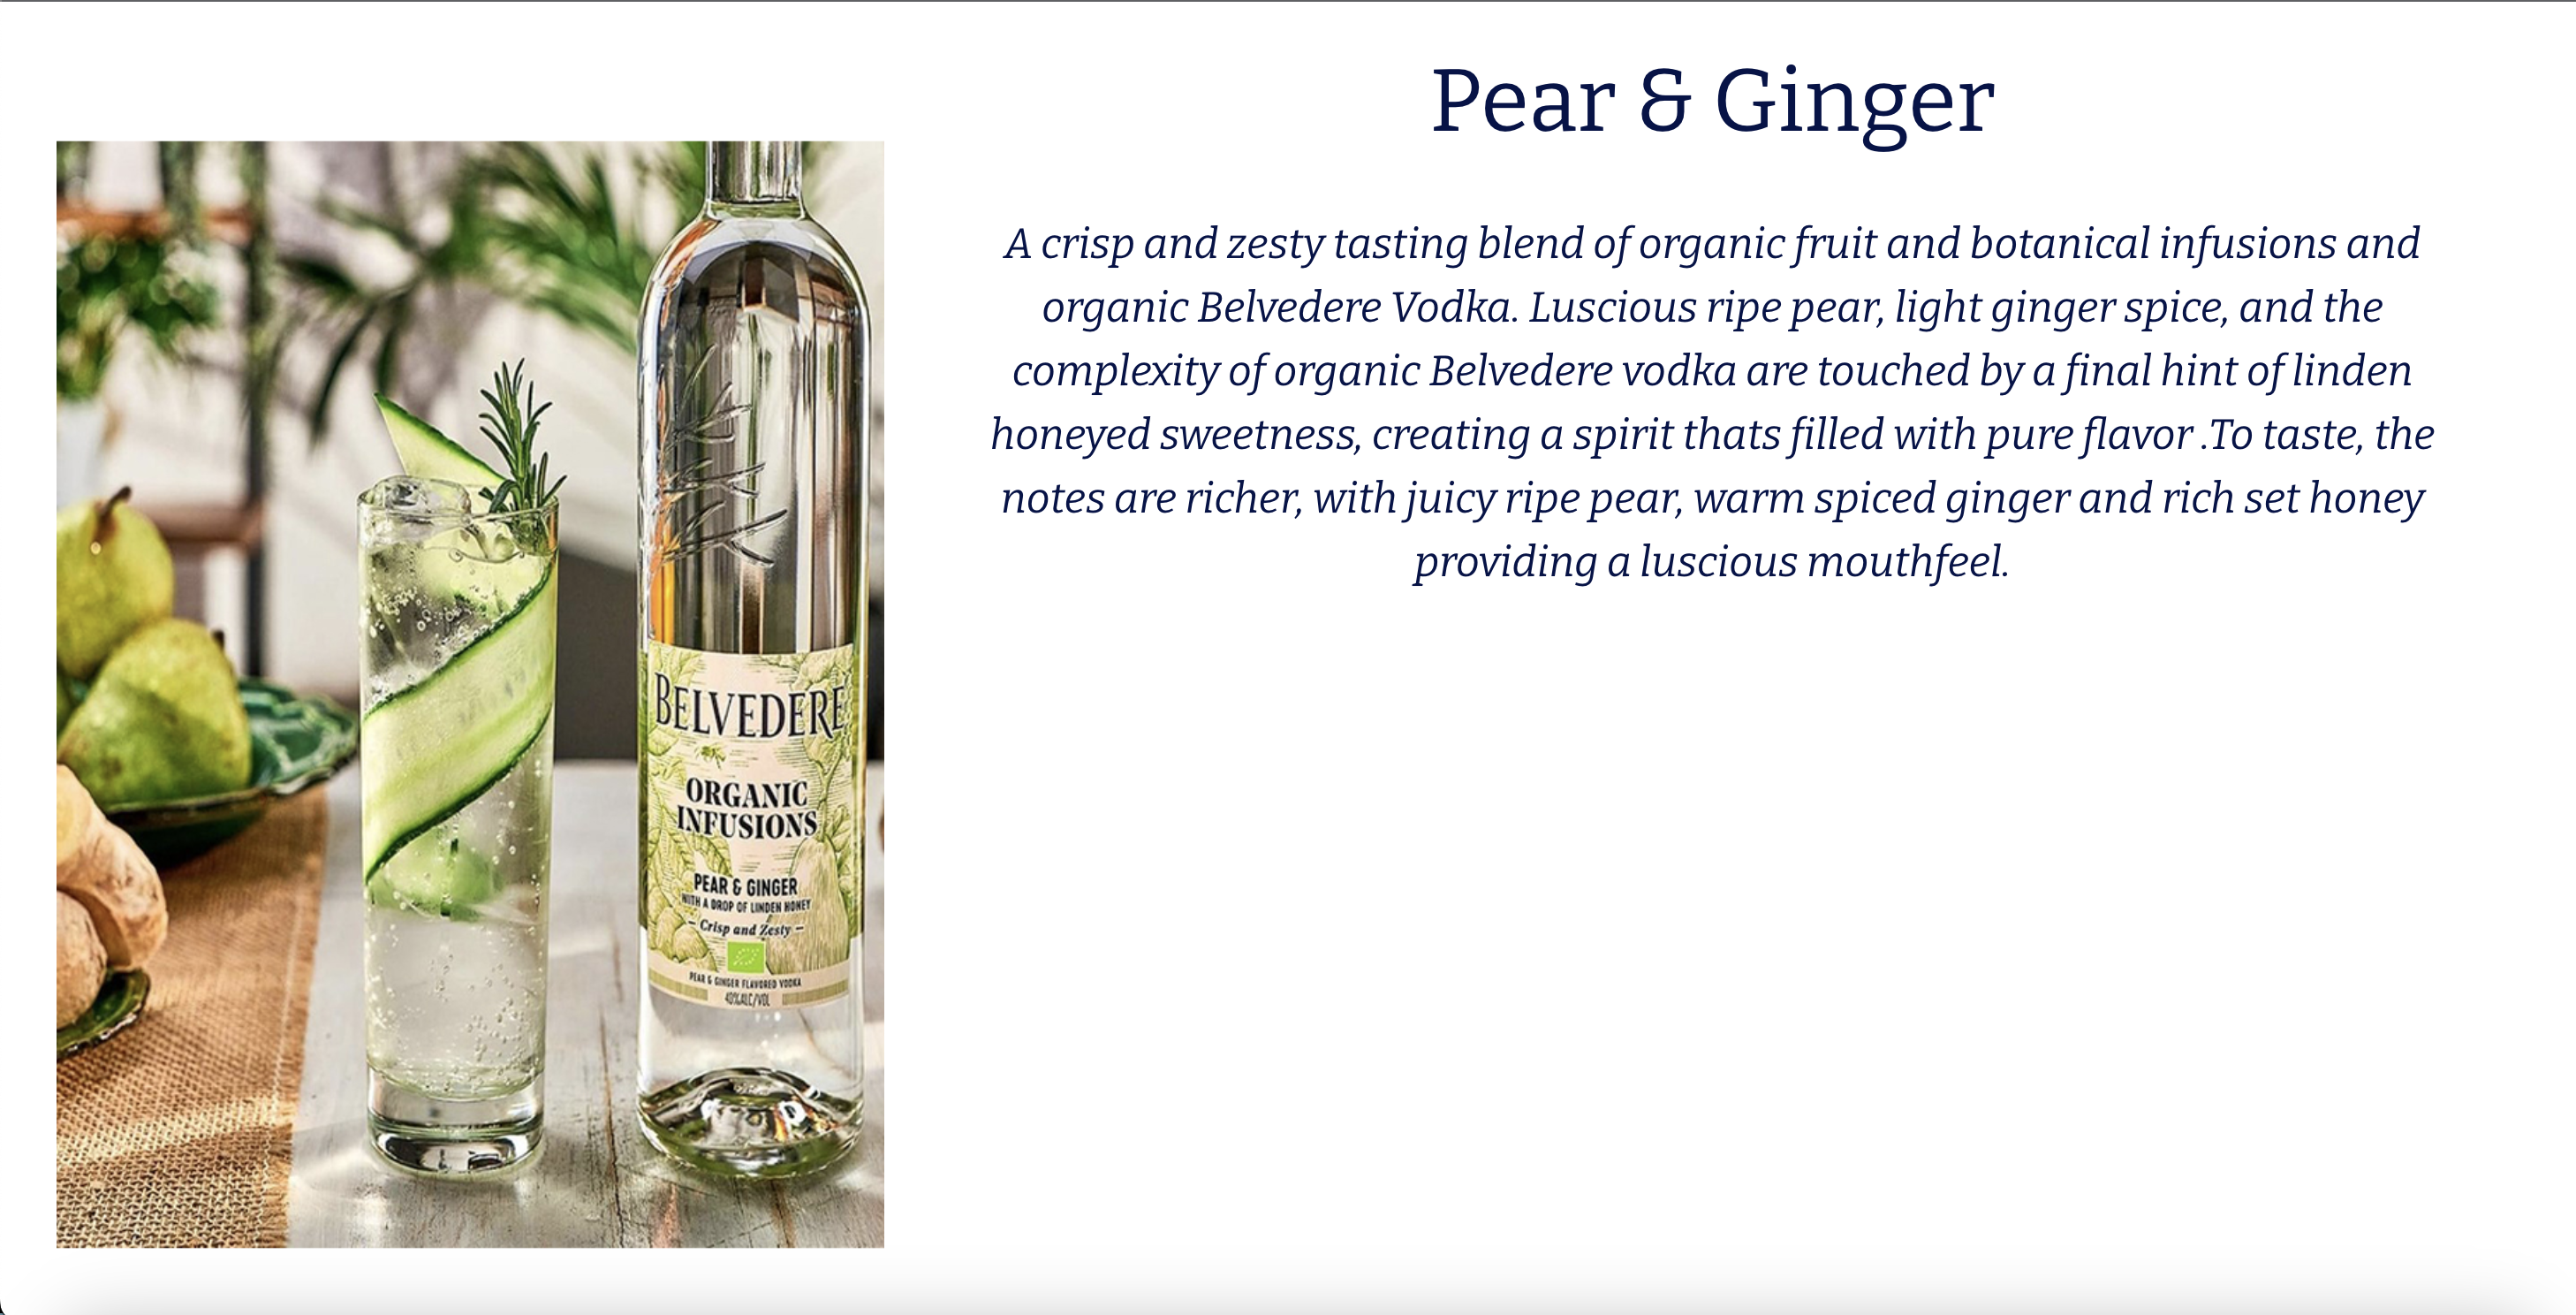 Pear & Ginger
A crisp and zesty tasting blend of organic fruit and botanical infusions and
organic Belvedere Vodka. Luscious ripe pear, light ginger spice, and the
complexity of organic Belvedere vodka are touched by a final hint of linden
honeyed sweetness, creating a spirit thats filled with pure flavor .To taste, the
notes are richer, with juicy ripe pear, warm spiced ginger and rich set honey
providing a luscious mouthfeel.
BELVEDERE
ORGANIC
INFUSIONS
PEAR & GINGER
WITH A DROP OF LINDEN HONEY
– Crisp and Zesty –
PEAR & GINGER FLAVORED VODKA
40%ALC/VOL